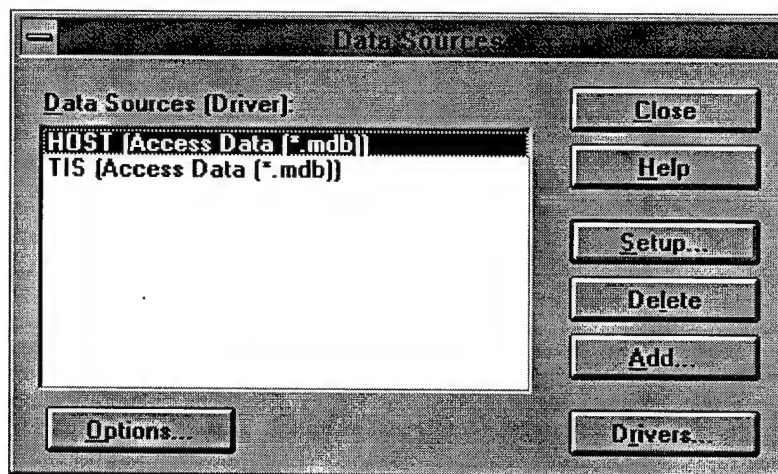 Data Sources
Data Sources (Driver):
HOST (Access Data (*.mdb))
TIS (Access Data (*.mdb))
Close
Help
Setup...
Delete
Add...
Options...
Drivers...